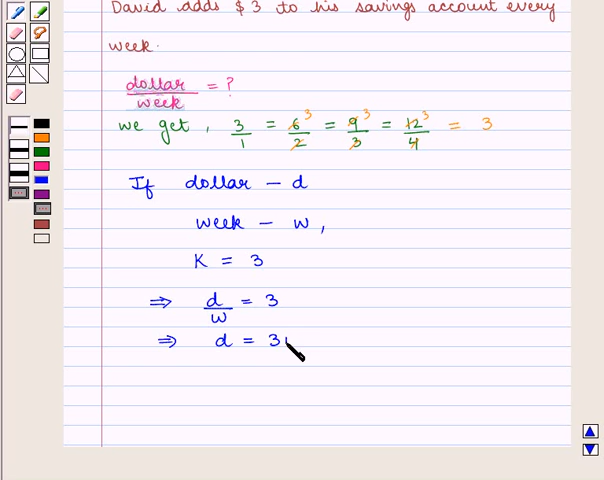 David adds $3 to his savings account every
week.
dollar/week = ?
we get, 3/1 = 6/2 3 = 9/3 3 = 12/4 3 = 3
If dollar - d
week - w,
K = 3
⇒ d/w = 3
⇒ d = 3